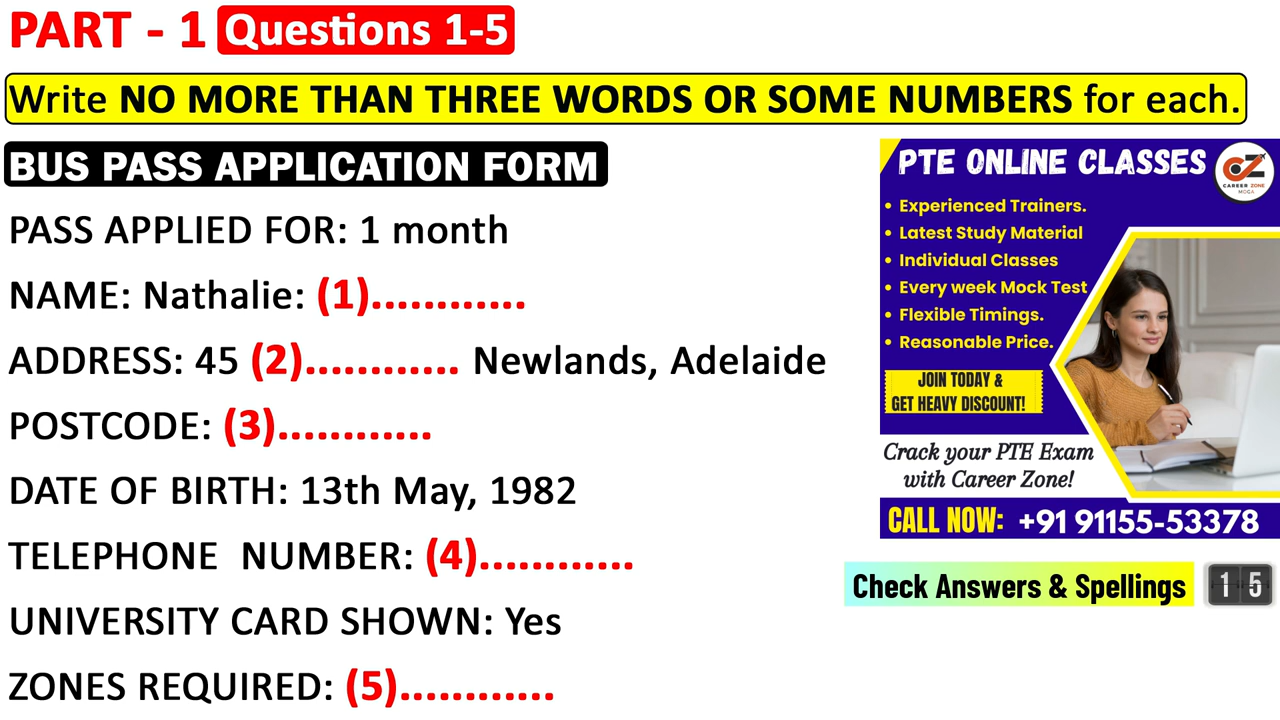 PART - 1 Questions 1-5
Write NO MORE THAN THREE WORDS OR SOME NUMBERS for each.
BUS PASS APPLICATION FORM
PASS APPLIED FOR: 1 month
NAME: Nathalie: (1)............
ADDRESS: 45 (2)............ Newlands, Adelaide
POSTCODE: (3)............
DATE OF BIRTH: 13th May, 1982
TELEPHONE NUMBER: (4)............
UNIVERSITY CARD SHOWN: Yes
ZONES REQUIRED: (5)............
PTE ONLINE CLASSES
CZ
CAREER ZONE
MOGA
• Experienced Trainers.
• Latest Study Material
• Individual Classes
• Every week Mock Test
• Flexible Timings.
• Reasonable Price.
JOIN TODAY &
GET HEAVY DISCOUNT!
Crack your PTE Exam
with Career Zone!
CALL NOW: +91 91155-53378
Check Answers & Spellings 15